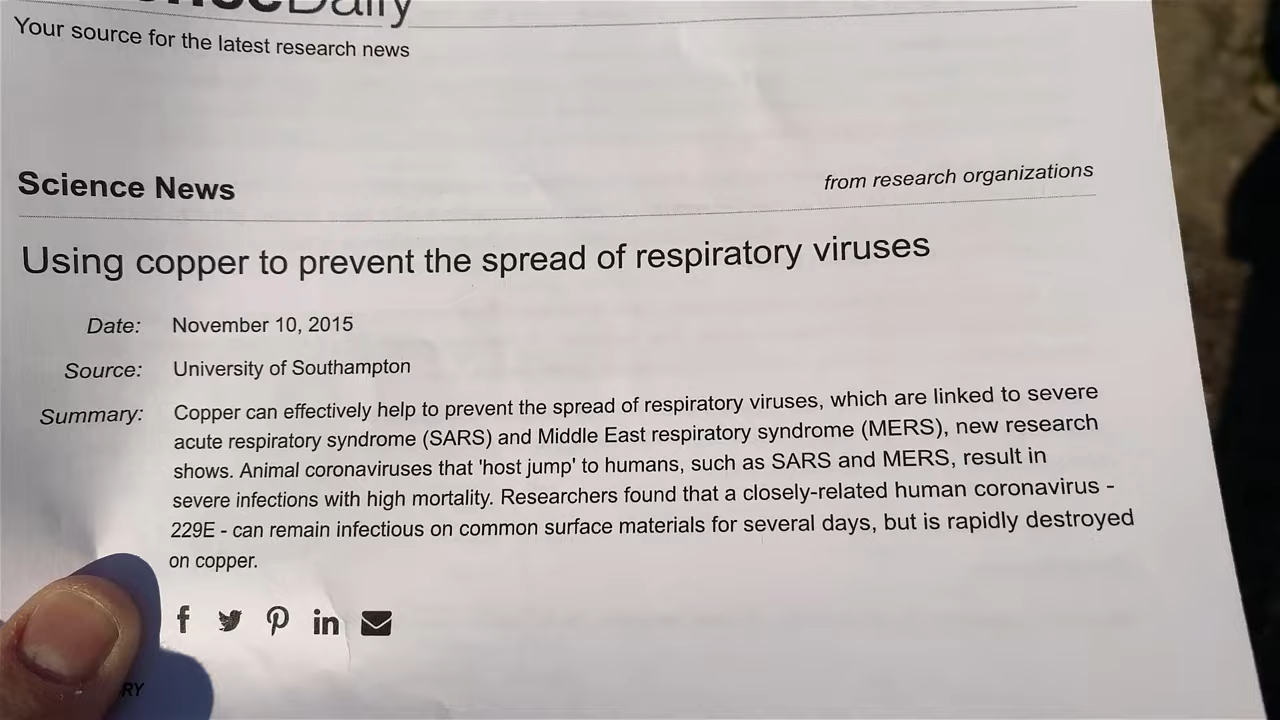 Daily
Your source for the latest research news
Science News
from research organizations
Using copper to prevent the spread of respiratory viruses
Date: November 10, 2015
Source: University of Southampton
Summary: Copper can effectively help to prevent the spread of respiratory viruses, which are linked to severe
acute respiratory syndrome (SARS) and Middle East respiratory syndrome (MERS), new research
shows. Animal coronaviruses that 'host jump' to humans, such as SARS and MERS, result in
severe infections with high mortality. Researchers found that a closely-related human coronavirus -
229E - can remain infectious on common surface materials for several days, but is rapidly destroyed
on copper.
f in